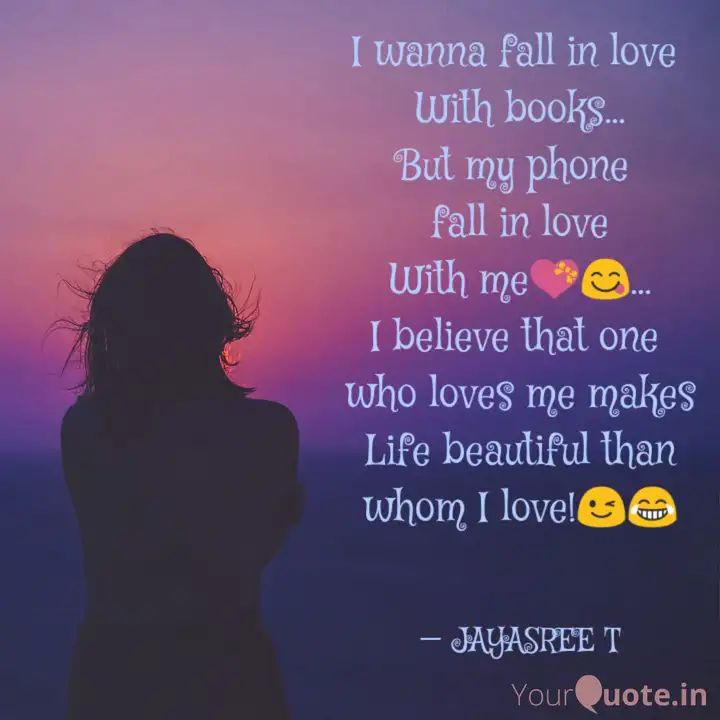 I wanna fall in love
With books...
But my phone
fall in love
With me💝😋...
I believe that one
who loves me makes
Life beautiful than
whom I love!😉😂
– JAYASREE T
YourQuote.in